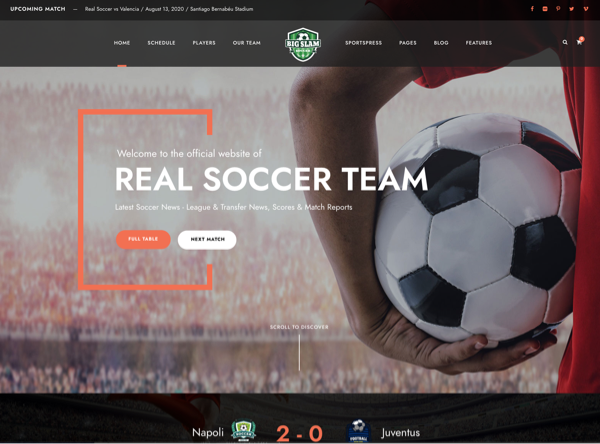 UPCOMING MATCH — Real Soccer vs Valencia / August 13, 2020 / Santiago Bernabéu Stadium
HOME SCHEDULE PLAYERS OUR TEAM BIG SLAM SPORTSPRESS PAGES BLOG FEATURES
Welcome to the official website of
REAL SOCCER TEAM
Latest Soccer News - League & Transfer News, Scores & Match Reports
FULL TABLE NEXT MATCH
SCROLL TO DISCOVER
Napoli SOCCER 2 - 0 FOOTBALL Juventus